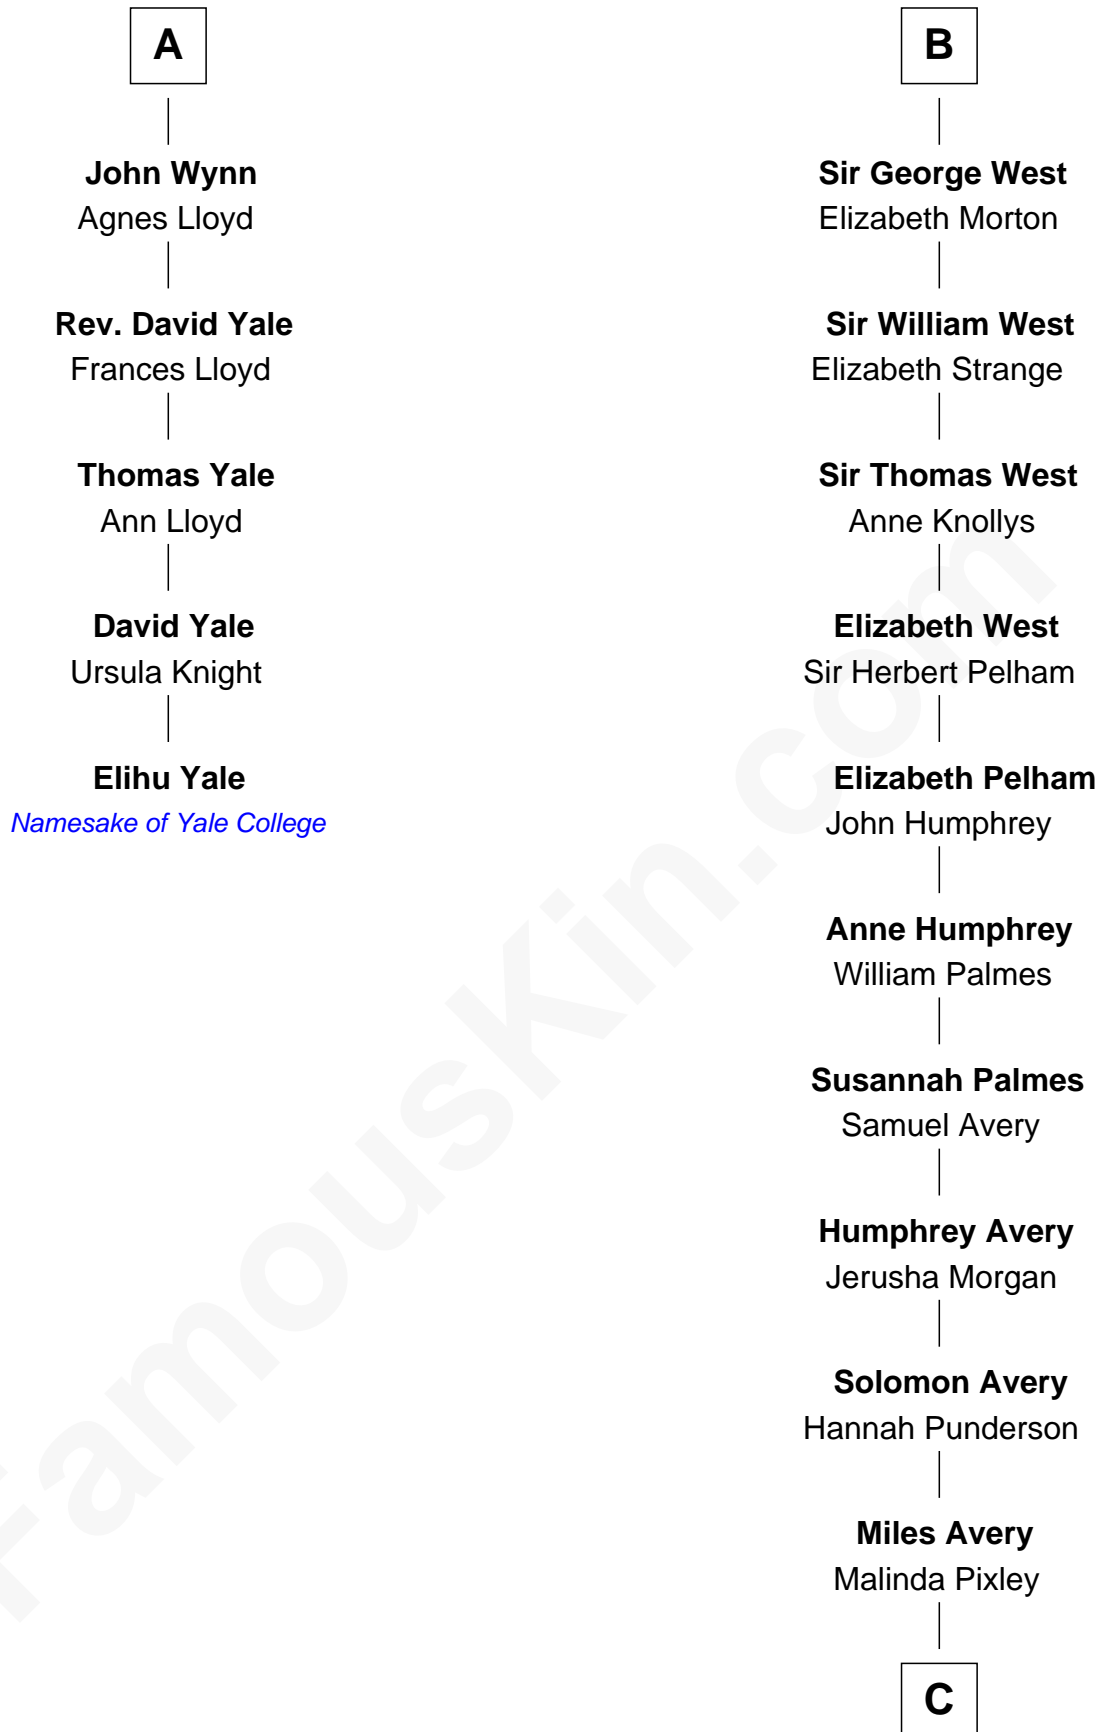 A
John Wynn
Agnes Lloyd
Rev. David Yale
Frances Lloyd
Thomas Yale
Ann Lloyd
David Yale
Ursula Knight
Elihu Yale
Namesake of Yale College
B
Sir George West
Elizabeth Morton
Sir William West
Elizabeth Strange
Sir Thomas West
Anne Knollys
Elizabeth West
Sir Herbert Pelham
Elizabeth Pelham
John Humphrey
Anne Humphrey
William Palmes
Susannah Palmes
Samuel Avery
Humphrey Avery
Jerusha Morgan
Solomon Avery
Hannah Punderson
Miles Avery
Malinda Pixley
C
FamousKin.com